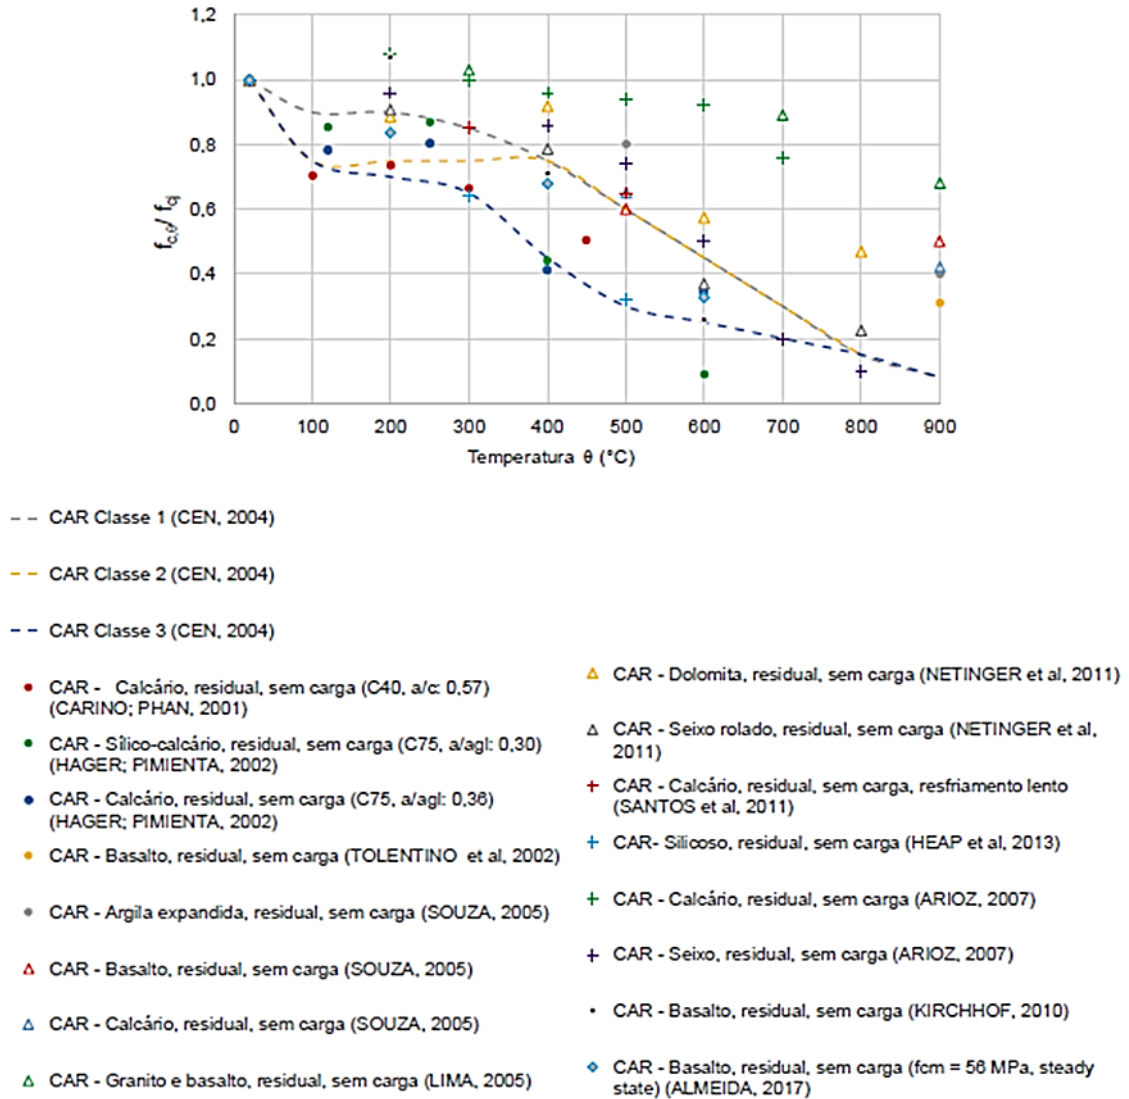 1,2
1,0
0,8
0,6
0,4
0,2
0,0
fc,θ/ fcj
0 100 200 300 400 500 600 700 800 900
Temperatura θ (°C)
CAR Classe 1 (CEN, 2004)
CAR Classe 2 (CEN, 2004)
CAR Classe 3 (CEN, 2004)
CAR - Calcário, residual, sem carga (C40, a/c: 0,57)
(CARINO; PHAN, 2001)
CAR - Sílico-calcário, residual, sem carga (C75, a/agl: 0,30)
(HAGER; PIMIENTA, 2002)
CAR - Calcário, residual, sem carga (C75, a/agl: 0,36)
(HAGER; PIMIENTA, 2002)
CAR - Basalto, residual, sem carga (TOLENTINO et al, 2002)
CAR - Argila expandida, residual, sem carga (SOUZA, 2005)
CAR - Basalto, residual, sem carga (SOUZA, 2005)
CAR - Calcário, residual, sem carga (SOUZA, 2005)
CAR - Granito e basalto, residual, sem carga (LIMA, 2005)
CAR - Dolomita, residual, sem carga (NETINGER et al, 2011)
CAR - Seixo rolado, residual, sem carga (NETINGER et al,
2011)
CAR - Calcário, residual, sem carga, resfriamento lento
(SANTOS et al, 2011)
CAR- Silicoso, residual, sem carga (HEAP et al, 2013)
CAR - Calcário, residual, sem carga (ARIOZ, 2007)
CAR - Seixo, residual, sem carga (ARIOZ, 2007)
CAR - Basalto, residual, sem carga (KIRCHHOF, 2010)
CAR - Basalto, residual, sem carga (fcm = 56 MPa, steady
state) (ALMEIDA, 2017)